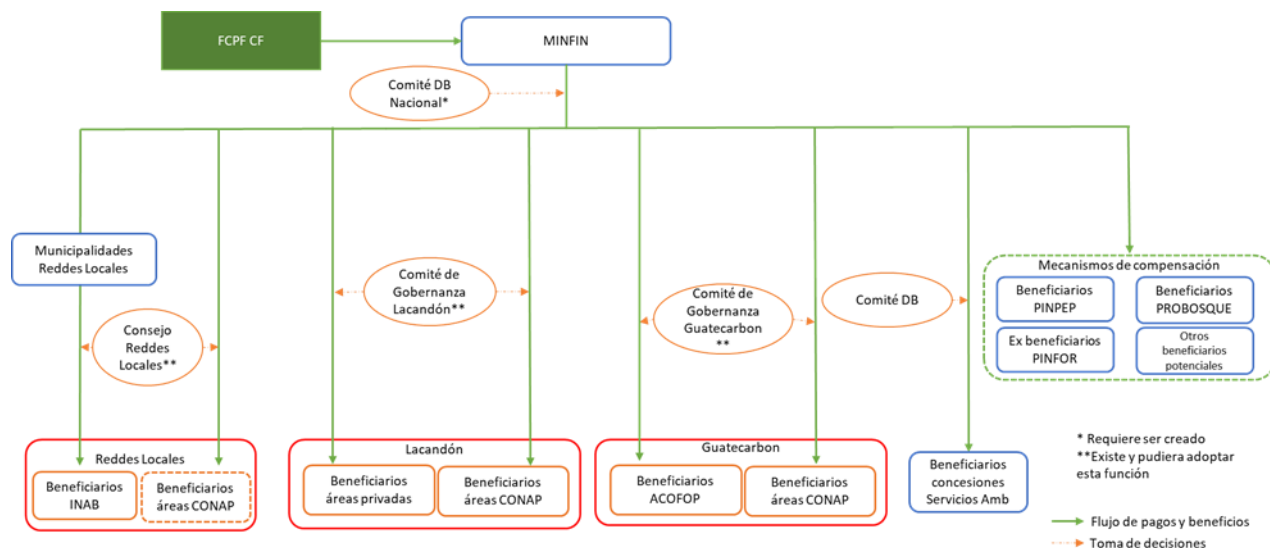 FCPF CF
MINFIN
Comité DB
Nacional*
Municipalidades
Reddes Locales
Consejo
Reddes
Locales**
Comité de
Gobernanza
Lacandón**
Comité de
Gobernanza
Guatecarbon
**
Comité DB
Mecanismos de compensación
Beneficiarios
PINPEP
Beneficiarios
PROBOSQUE
Ex beneficiarios
PINFOR
Otros
beneficiarios
potenciales
Reddes Locales
Beneficiarios
INAB
Beneficiarios
áreas CONAP
Lacandón
Beneficiarios
áreas privadas
Beneficiarios
áreas CONAP
Guatecarbon
Beneficiarios
ACOFOP
Beneficiarios
áreas CONAP
Beneficiarios
concesiones
Servicios Amb
* Requiere ser creado
**Existe y pudiera adoptar
esta función
Flujo de pagos y beneficios
Toma de decisiones